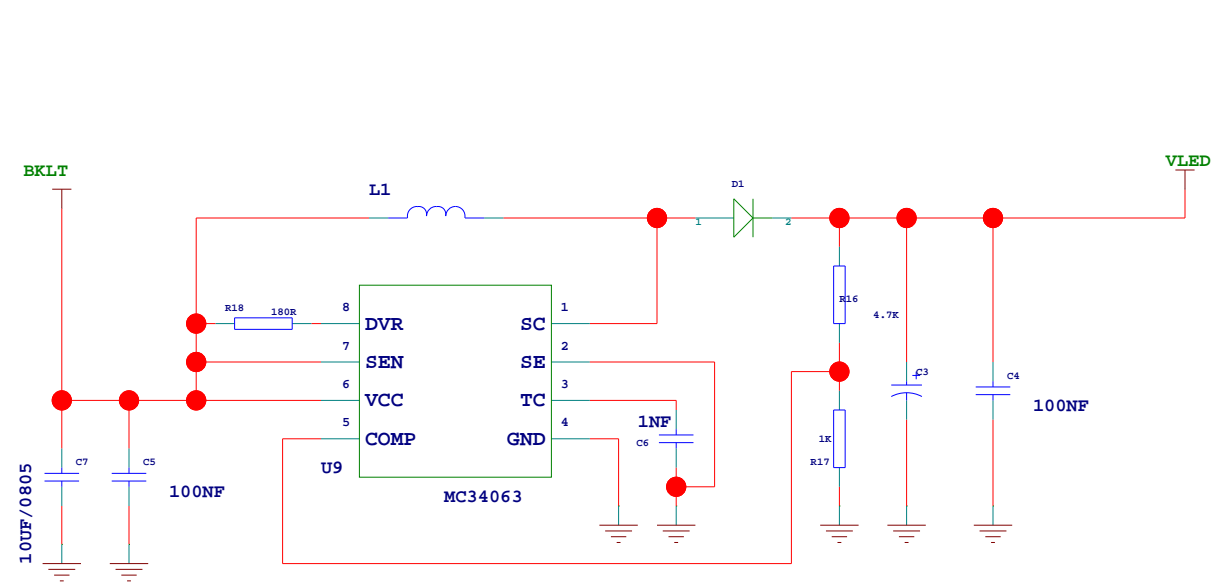 VLED
BKLT
D1
L1
1
2
R18
180R
8
DVR
7
SEN
6
VCC
5
COMP
1
SC
2
SE
3
TC
4
GND
U9
MC34063
1NF
C6
R16
4.7K
1K
R17
C3
+
C4
100NF
C7
10UF/0805
C5
100NF